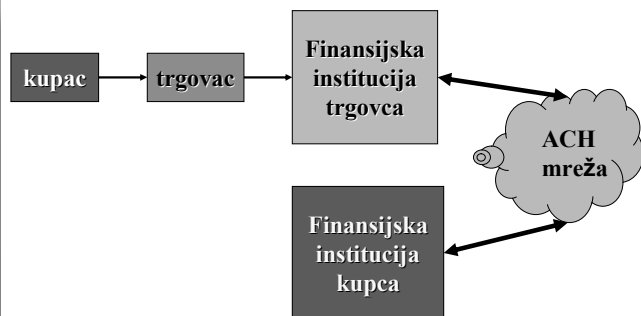 kupac
trgovac
Finansijska
institucija
trgovca
ACH
mreža
Finansijska
institucija
kupca